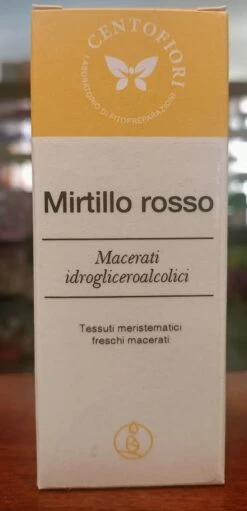 CENTOFIORI
LABORATORIO DI FITOPREPARAZIONI
Mirtillo rosso
Macerati
idrogliceroalcolici
Tessuti meristematici
freschi macerati